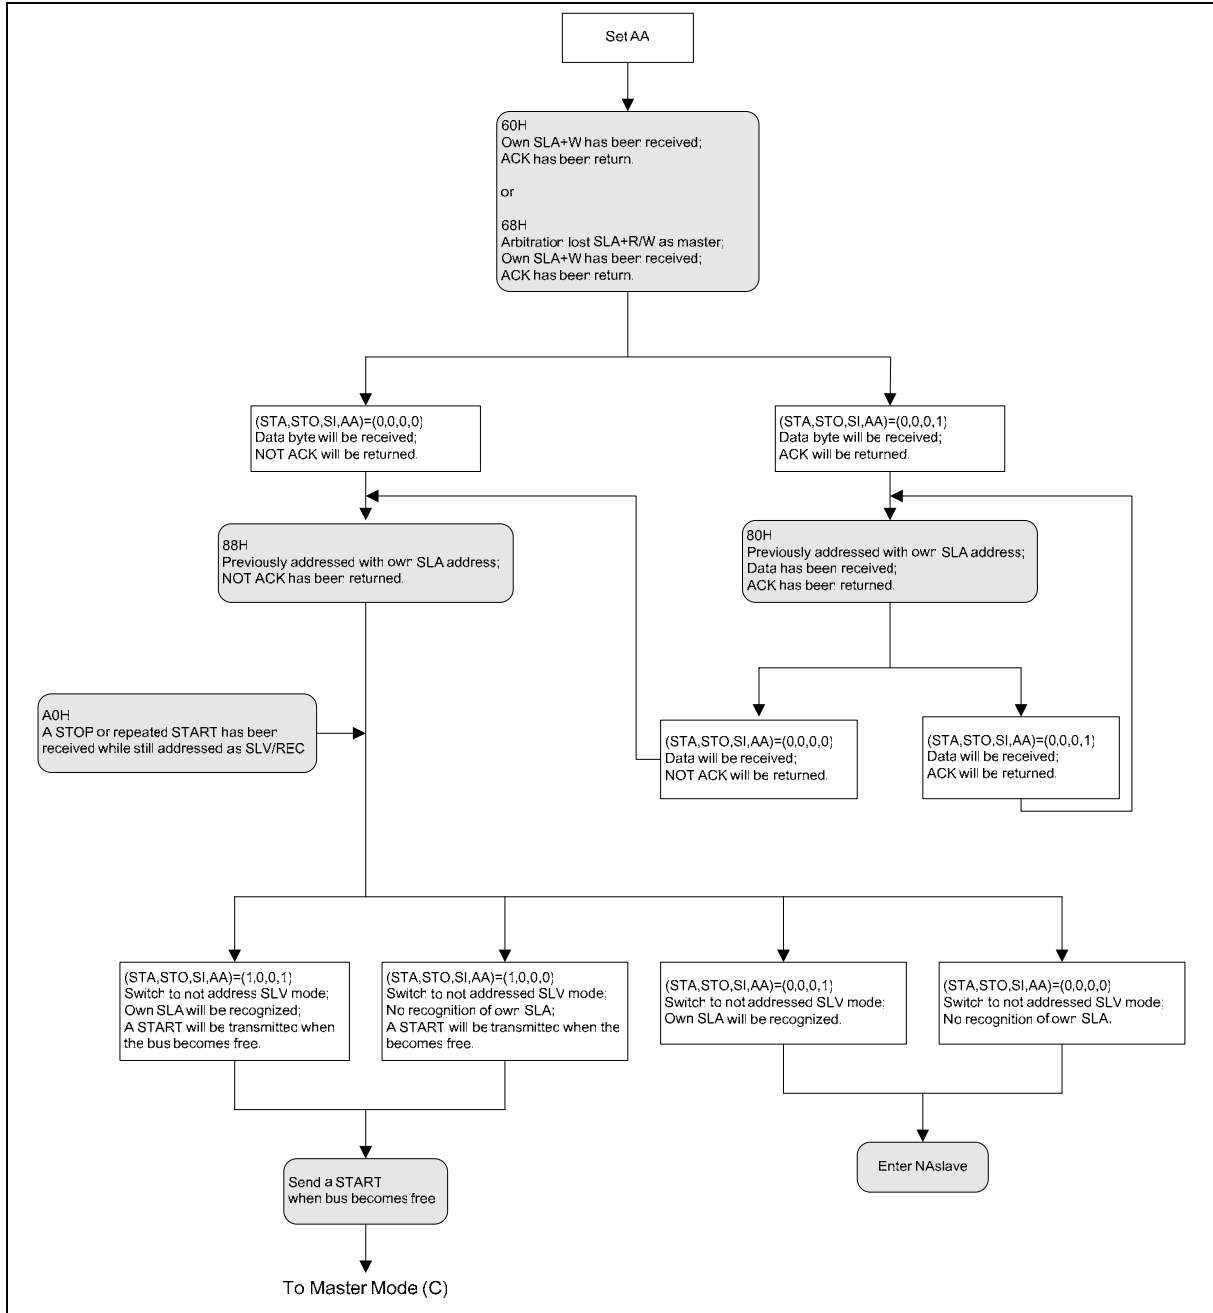 Set AA
60H
Own SLA+W has been received;
ACK has been return.
or
68H
Arbitration lost SLA+R/W as master;
Own SLA+W has been received;
ACK has been return.
(STA,STO,SI,AA)=(0,0,0,0)
Data byte will be received;
NOT ACK will be returned.
(STA,STO,SI,AA)=(0,0,0,1)
Data byte will be received;
ACK will be returned.
88H
Previously addressed with own SLA address;
NOT ACK has been returned.
80H
Previously addressed with own SLA address;
Data has been received;
ACK has been returned.
A0H
A STOP or repeated START has been
received while still addressed as SLV/REC
(STA,STO,SI,AA)=(0,0,0,0)
Data will be received;
NOT ACK will be returned.
(STA,STO,SI,AA)=(0,0,0,1)
Data will be received;
ACK will be returned.
(STA,STO,SI,AA)=(1,0,0,1)
Switch to not address SLV mode;
Own SLA will be recognized;
A START will be transmitted when
the bus becomes free.
(STA,STO,SI,AA)=(1,0,0,0)
Switch to not addressed SLV mode;
No recognition of own SLA;
A START will be transmitted when the
becomes free.
(STA,STO,SI,AA)=(0,0,0,1)
Switch to not addressed SLV mode;
Own SLA will be recognized.
(STA,STO,SI,AA)=(0,0,0,0)
Switch to not addressed SLV mode;
No recognition of own SLA.
Send a START
when bus becomes free
Enter NAslave
To Master Mode (C)